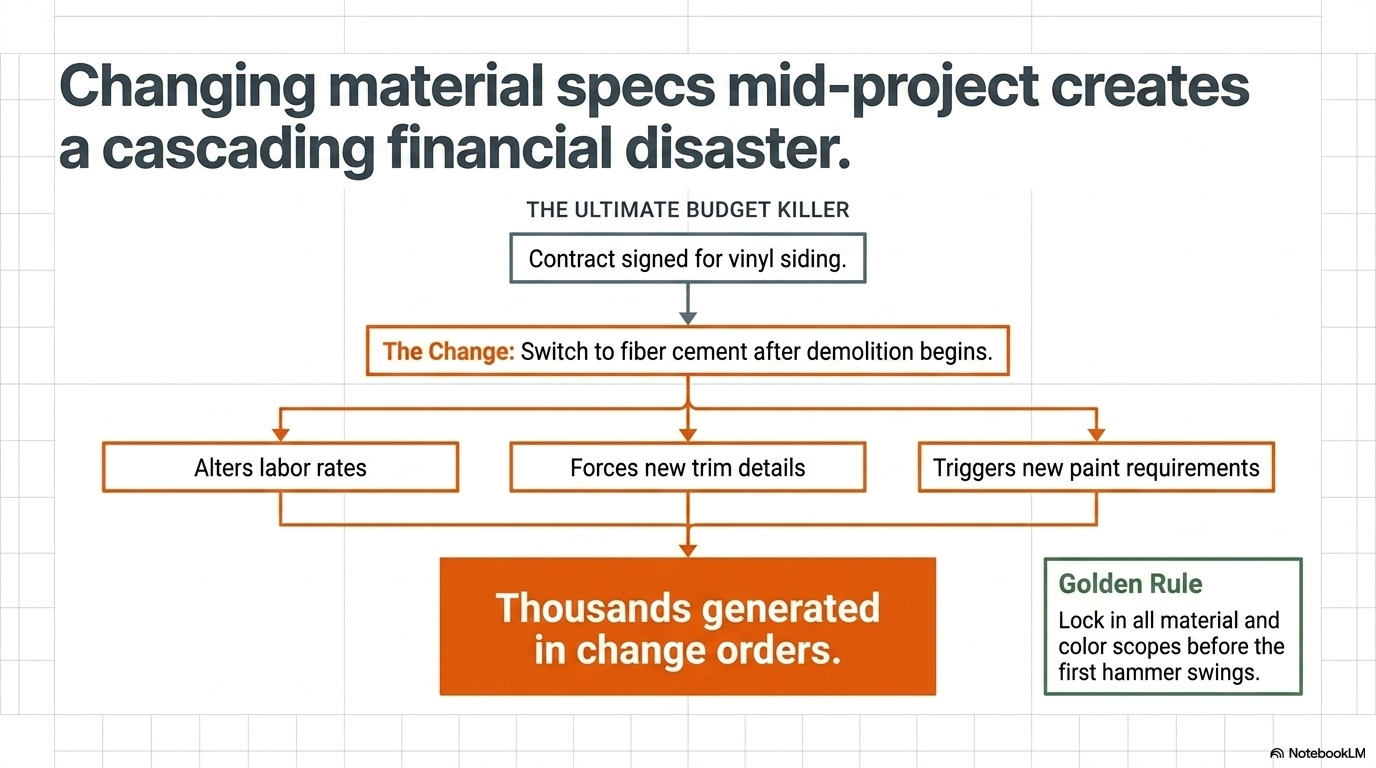 Changing material specs mid-project creates
a cascading financial disaster.
THE ULTIMATE BUDGET KILLER
Contract signed for vinyl siding.
The Change: Switch to fiber cement after demolition begins.
Alters labor rates
Forces new trim details
Triggers new paint requirements
Thousands generated
in change orders.
Golden Rule
Lock in all material and
color scopes before the
first hammer swings.
NotebookLM